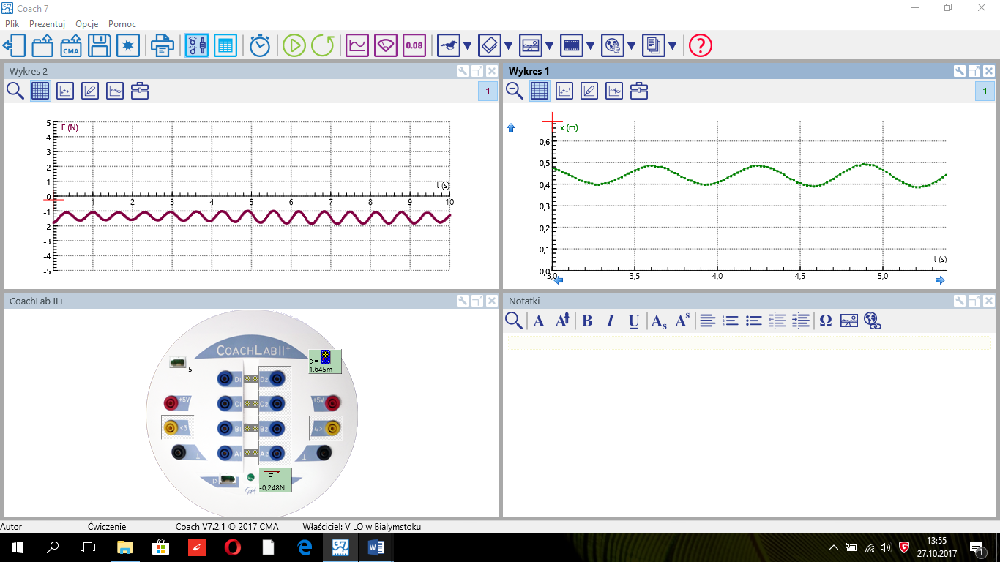 Coach 7
Plik Prezentuj Opcje Pomoc
CMA 0.08 ?
Wykres 2
1
F (N)
5
4
3
2
1
0
-1
-2
-3
-4
-5
t (s)
1 2 3 4 5 6 7 8 9 10
Wykres 1
1
x (m)
0,6
0,5
0,4
0,3
0,2
0,1
0,0
t (s)
3,0 3,5 4,0 4,5 5,0
CoachLab II+
COACHLAB II+
5
d=
1,645m
D1 D2
+5V C1 C2 +5V
<3 B1 B2 4>
A1 A2
F
-0,248N
Notatki
A A B I U As As Ω
Autor Ćwiczenie Coach V7.2.1 © 2017 CMA Właściciel: V LO w Bialymstoku
13:55
27.10.2017
1